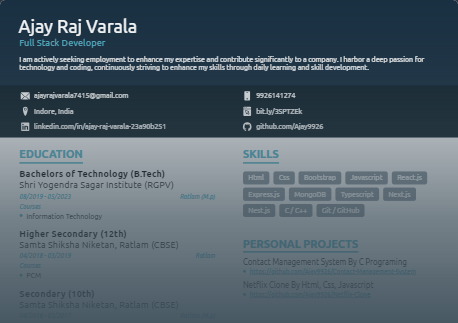 Ajay Raj Varala
Full Stack Developer
I am actively seeking employment to enhance my expertise and contribute significantly to a company. I harbor a deep passion for
technology and coding, continuously striving to enhance my skills through daily learning and skill development.
ajayrajvarala7415@gmail.com
9926141274
Indore, India
bit.ly/3SPTZEk
linkedin.com/in/ajay-raj-varala-23a90b251
github.com/Ajay9926
EDUCATION
Bachelors of Technology (B.Tech)
Shri Yogendra Sagar Institute (RGPV)
08/2019 - 05/2023
Ratlam (M.p)
Courses
Information Technology
Higher Secondary (12th)
Samta Shiksha Niketan, Ratlam (CBSE)
04/2018 - 05/2019
Ratlam
Courses
PCM
Secondary (10th)
Samta Shiksha Niketan, Ratlam (CBSE)
SKILLS
Html Css Bootstrap Javascript React.js
Express.js MongoDB Typescript Next.js
Nest.js C / C++ Git / GitHub
PERSONAL PROJECTS
Contact Management System By C Programing
Netflix Clone By Html, Css, Javascript